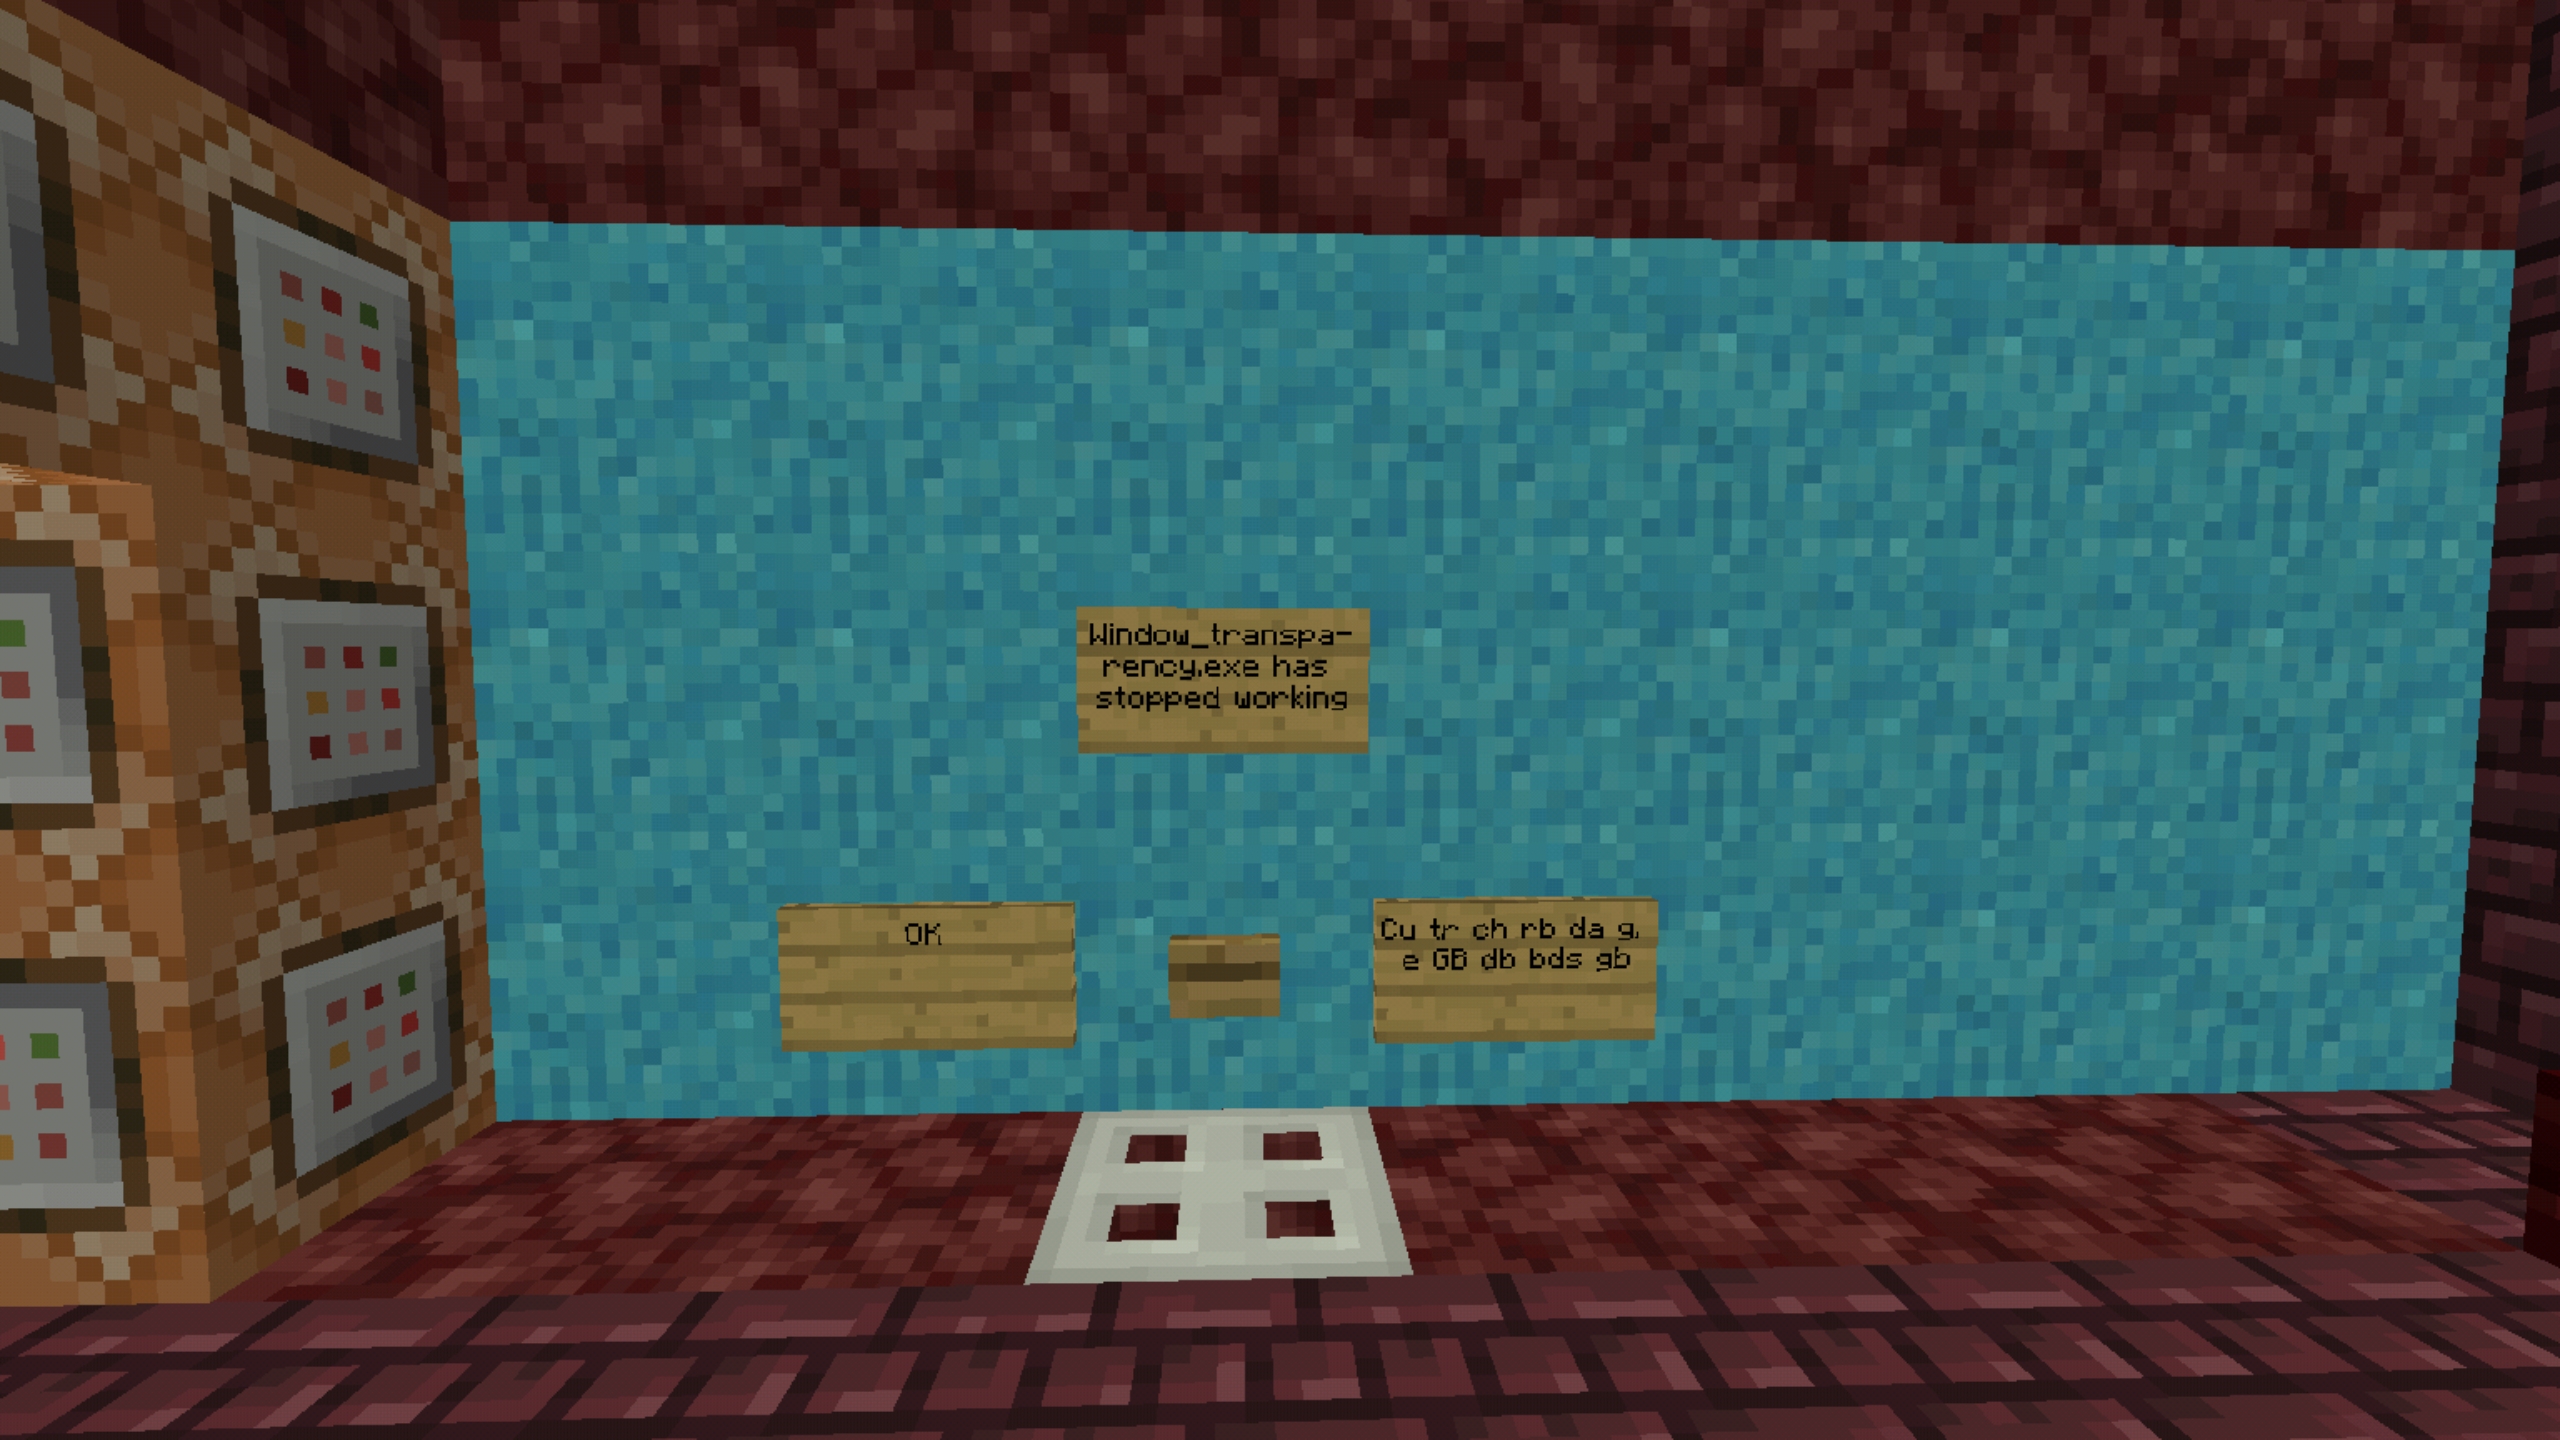 Window_transpa-
rency.exe has
stopped working
OK
Cu tr ch rb da g.
e GB db bds gb